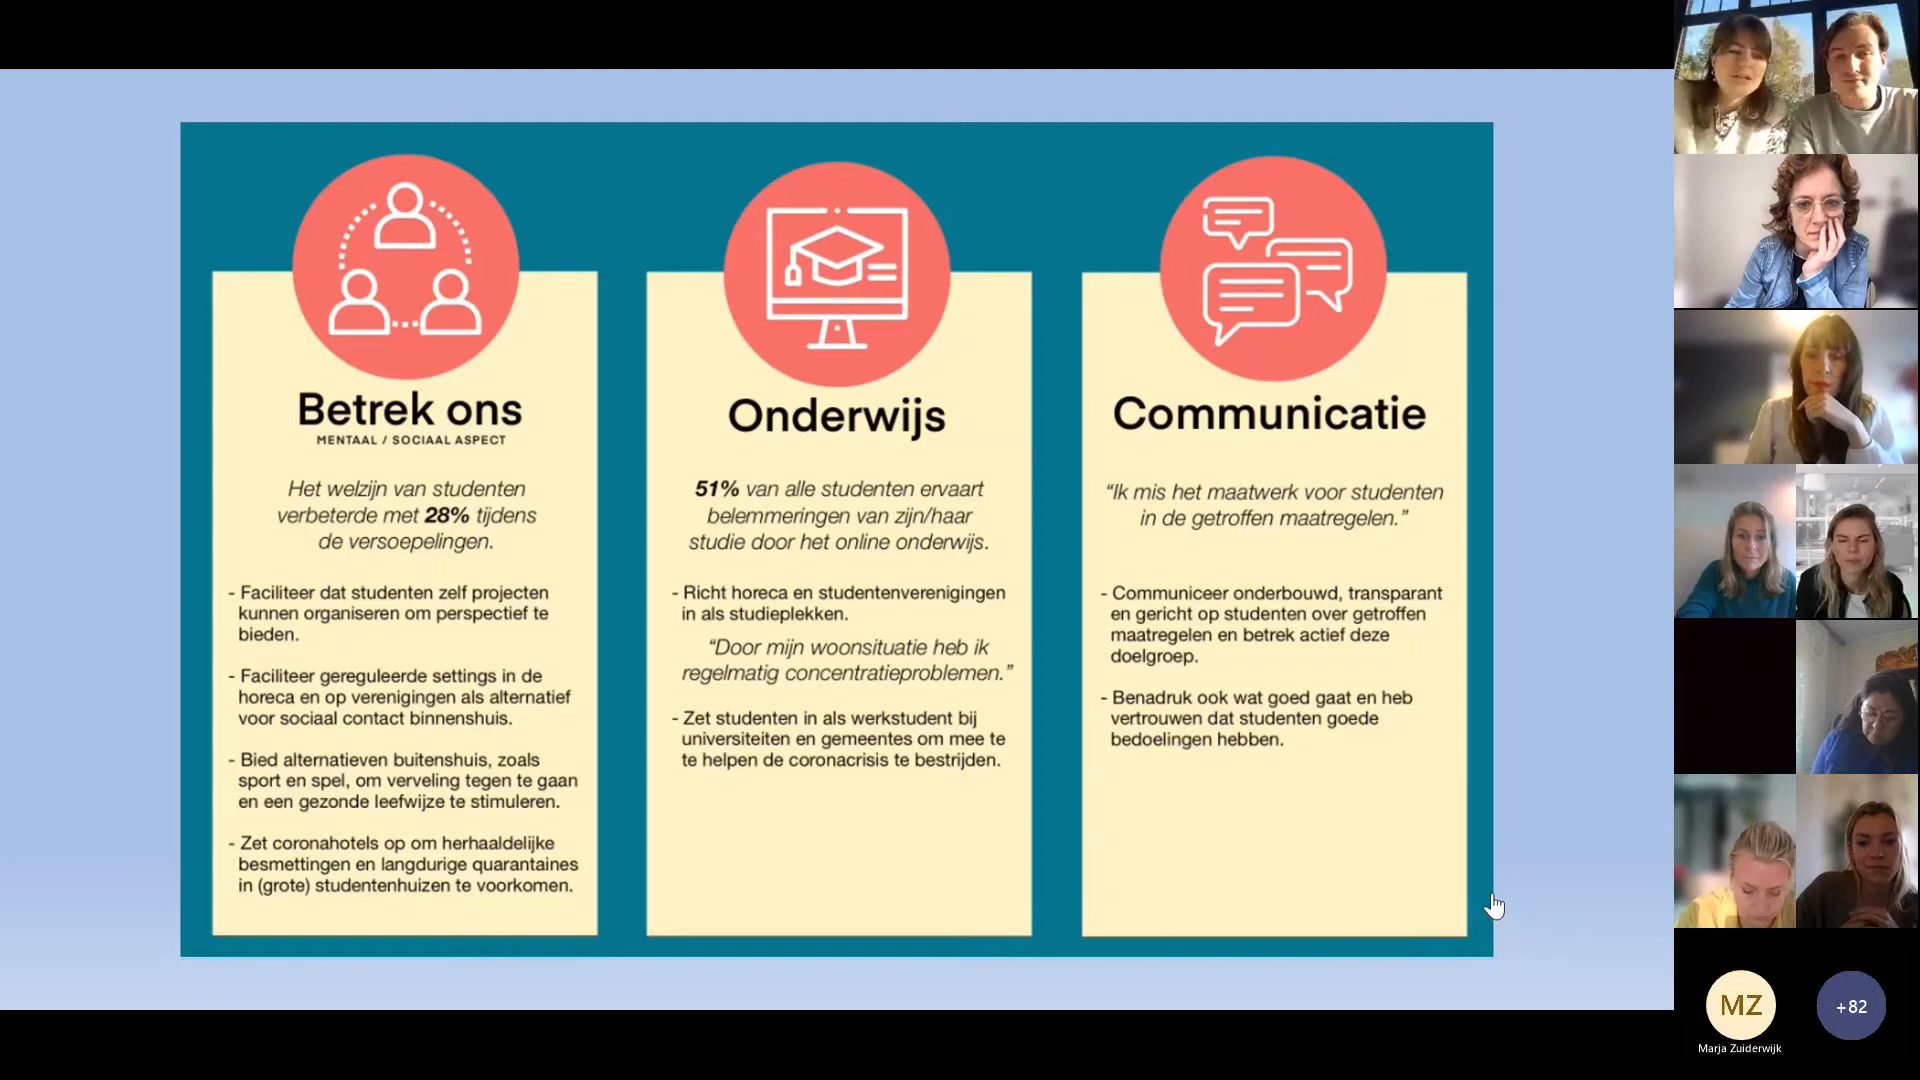 Betrek ons
MENTAAL / SOCIAAL ASPECT
Het welzijn van studenten
verbeterde met 28% tijdens
de versoepelingen.
- Faciliteer dat studenten zelf projecten
kunnen organiseren om perspectief te
bieden.
- Faciliteer gereguleerde settings in de
horeca en op verenigingen als alternatief
voor sociaal contact binnenshuis.
- Bied alternatieven buitenshuis, zoals
sport en spel, om verveling tegen te gaan
en een gezonde leefwijze te stimuleren.
- Zet coronahotels op om herhaaldelijke
besmettingen en langdurige quarantaines
in (grote) studentenhuizen te voorkomen.
Onderwijs
51% van alle studenten ervaart
belemmeringen van zijn/haar
studie door het online onderwijs.
- Richt horeca en studentenverenigingen
in als studieplekken.
“Door mijn woonsituatie heb ik
regelmatig concentratieproblemen.”
- Zet studenten in als werkstudent bij
universiteiten en gemeentes om mee te
te helpen de coronacrisis te bestrijden.
Communicatie
“Ik mis het maatwerk voor studenten
in de getroffen maatregelen.”
- Communiceer onderbouwd, transparant
en gericht op studenten over getroffen
maatregelen en betrek actief deze
doelgroep.
- Benadruk ook wat goed gaat en heb
vertrouwen dat studenten goede
bedoelingen hebben.
MZ
Marja Zuiderwijk
+82